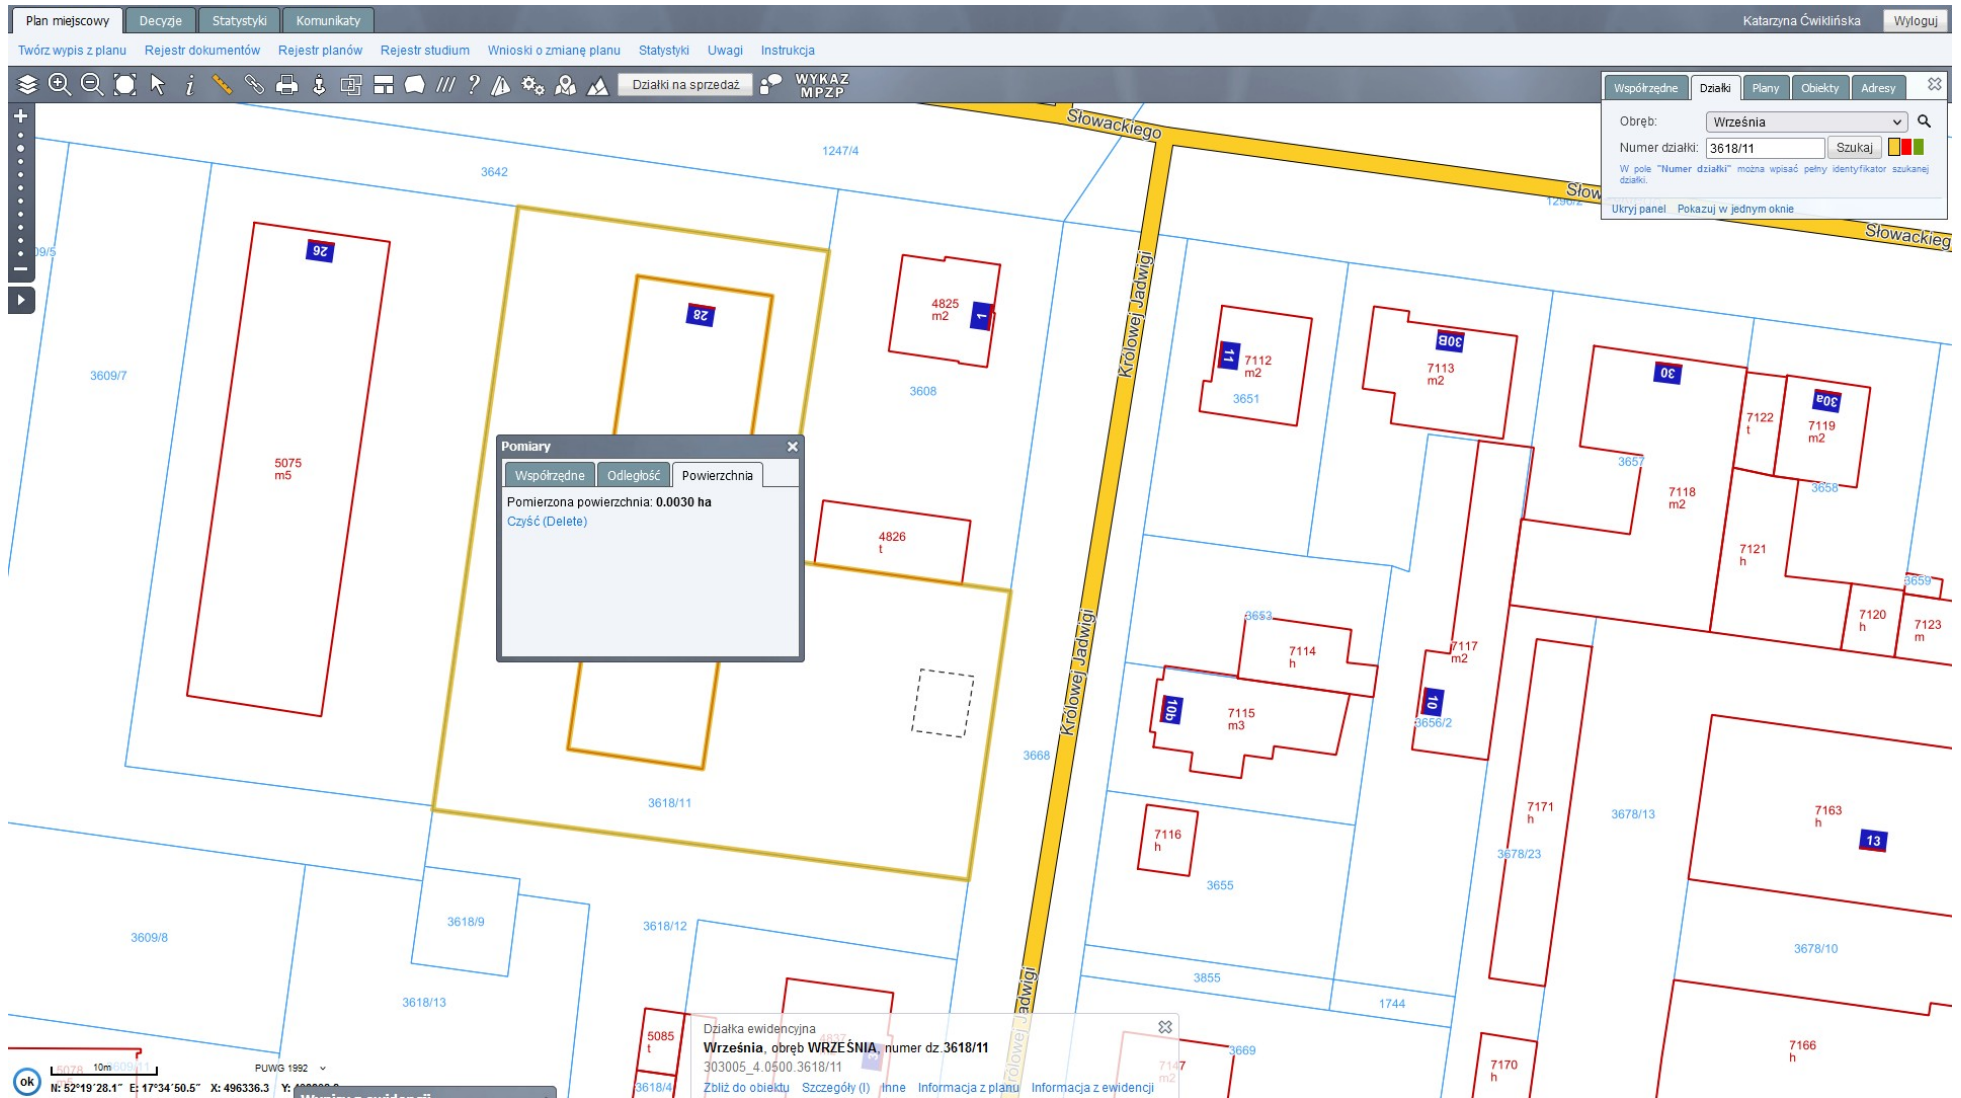 Plan miejscowy Decyzje Statystyki Komunikaty Katarzyna Ćwiklińska Wyloguj
Twórz wypis z planu Rejestr dokumentów Rejestr planów Rejestr studium Wnioski o zmianę planu Statystyki Uwagi Instrukcja
Działki na sprzedaż WYKAZ
MPZP
Współrzędne Działki Plany Obiekty Adresy
Obręb: Września
Numer działki: 3618/11 Szukaj
W pole "Numer działki" można wpisać pełny identyfikator szukanej
działki.
Ukryj panel Pokazuj w jednym oknie
Słowackiego
1247/4
3642
Słowackieg
26
28
4825
m2
1
Królowej Jadwigi
11
7112
m2
3651
30B
7113
m2
30
30a
7122
t
7119
m2
3609/7
3608
3657
3658
7118
m2
5075
m5
Pomiary
Współrzędne Odległość Powierzchnia
Pomierzona powierzchnia: 0.0030 ha
Czyść (Delete)
4826
t
7121
h
3659
3653
7114
h
7117
m2
7120
h
7123
m
Królowej Jadwigi
10b
7115
m3
10
3656/2
3668
3618/11
7116
h
7171
h
3678/13
7163
h
13
3678/23
3655
3618/9
3618/12
3609/8
3678/10
3855
3618/13
1744
Królowej Jadwigi
5085
t
3618/4
3669
7170
h
7166
h
Działka ewidencyjna
Września, obręb WRZEŚNIA, numer dz.3618/11
303005_4.0500.3618/11
Zbliż do obiektu Szczegóły (I) Inne Informacja z planu Informacja z ewidencji
10m PUWG 1992
ok N: 52°19'28.1" E: 17°34'50.5" X: 496336.3 Y: